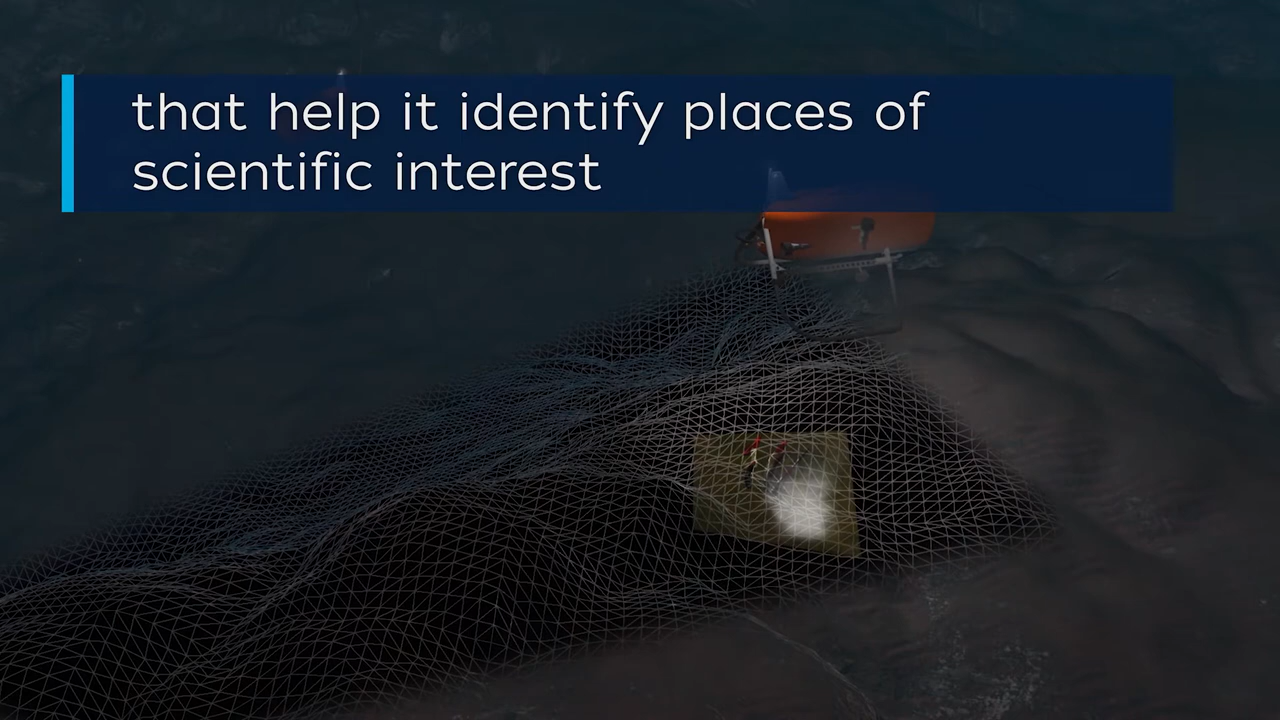 that help it identify places of
scientific interest